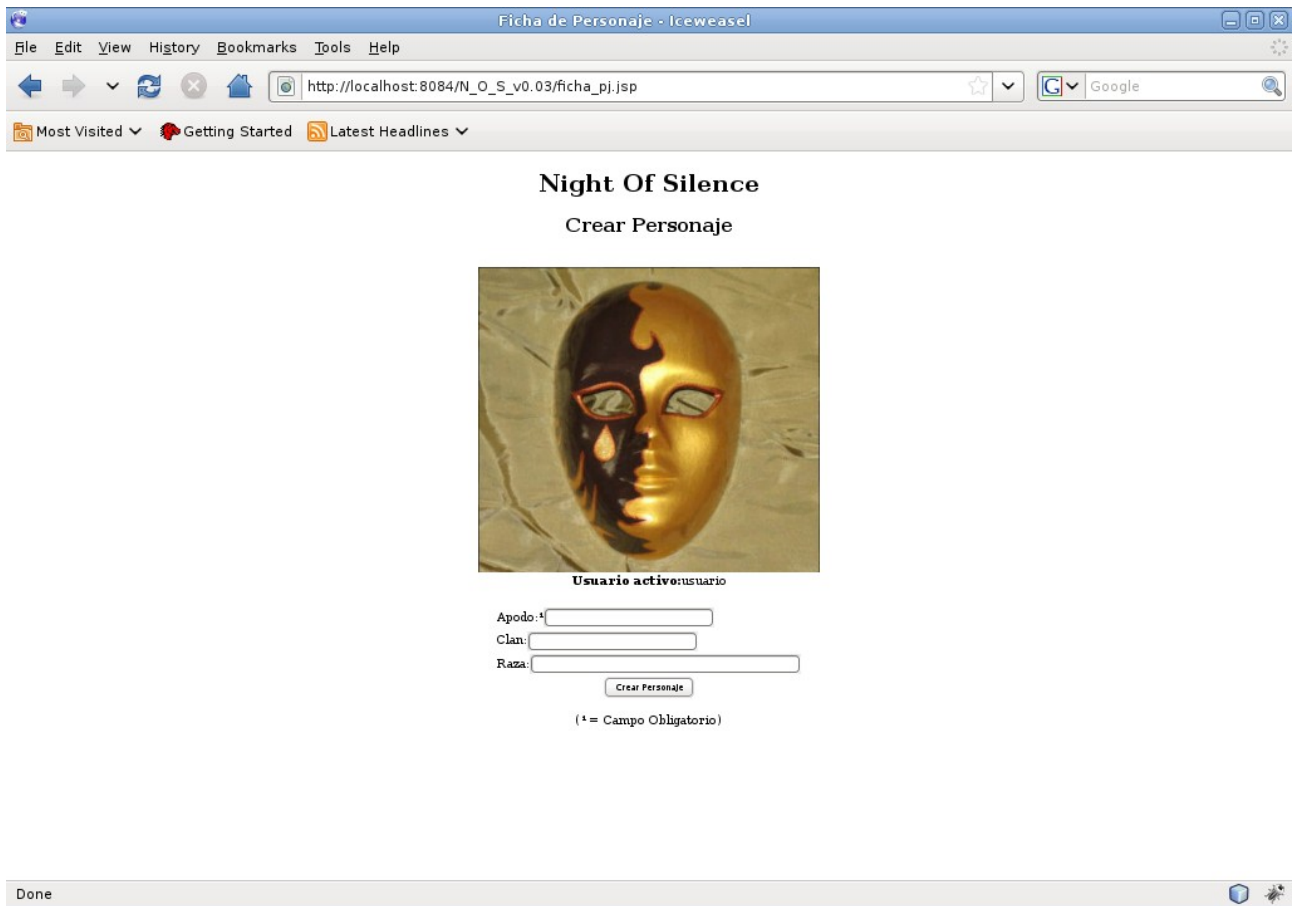 Ficha de Personaje - Iceweasel
File Edit View History Bookmarks Tools Help
http://localhost:8084/N_O_S_v0.03/ficha_pj.jsp G Google
Most Visited Getting Started Latest Headlines
Night Of Silence
Crear Personaje
Usuario activo:usuario
Apodo:¹
Clan:
Raza:
Crear Personaje
(¹ = Campo Obligatorio)
Done